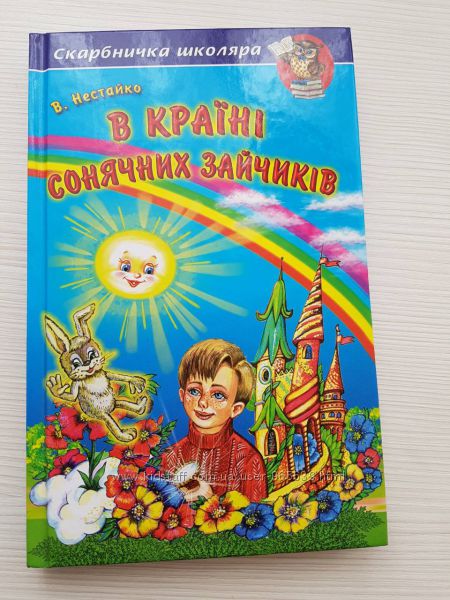 Скарбничка школяра
В. Нестайко
В КРАЇНІ
СОНЯЧНИХ ЗАЙЧИКІВ